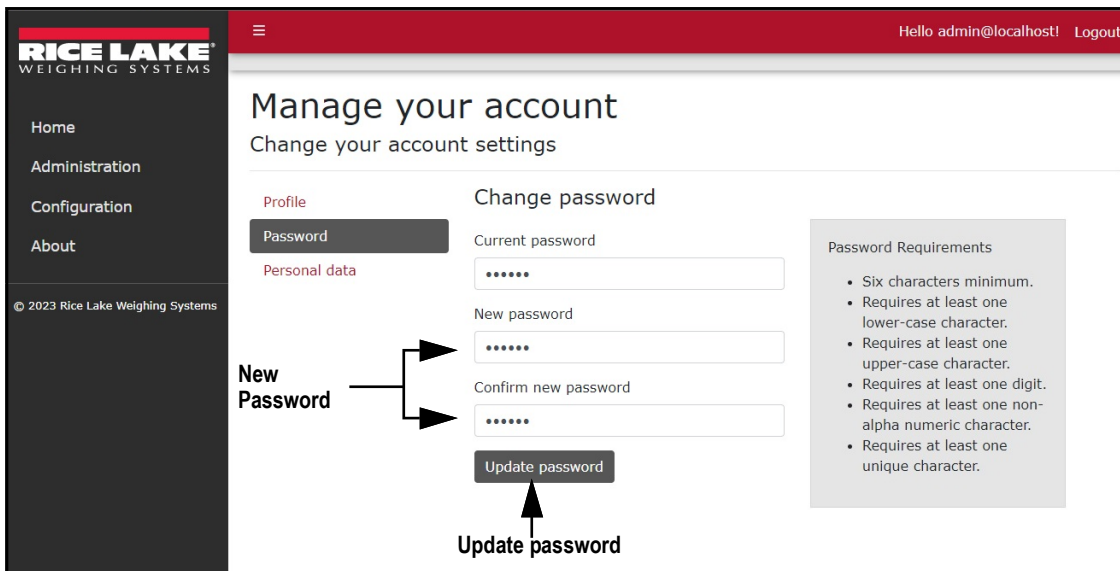 RICE LAKE®
WEIGHING SYSTEMS
Home
Administration
Configuration
About
© 2023 Rice Lake Weighing Systems
☰
Hello admin@localhost! Logout
Manage your account
Change your account settings
Profile
Password
Personal data
Change password
Current password
••••••
New password
••••••
Confirm new password
••••••
Update password
New
Password
Update password
Password Requirements
• Six characters minimum.
• Requires at least one
lower-case character.
• Requires at least one
upper-case character.
• Requires at least one digit.
• Requires at least one non-
alpha numeric character.
• Requires at least one
unique character.